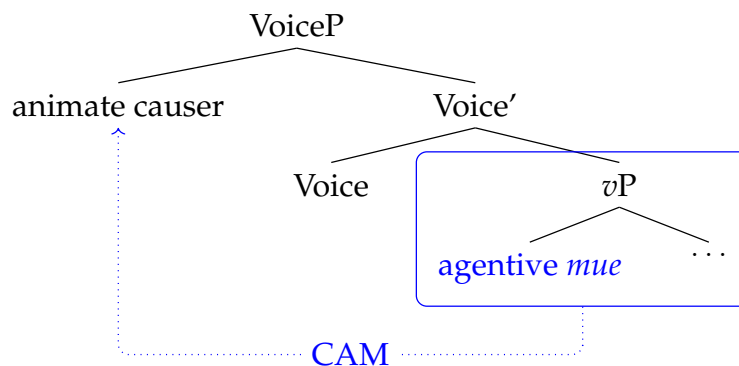 VoiceP
animate causer Voice’
Voice vP
agentive mue ...
CAM